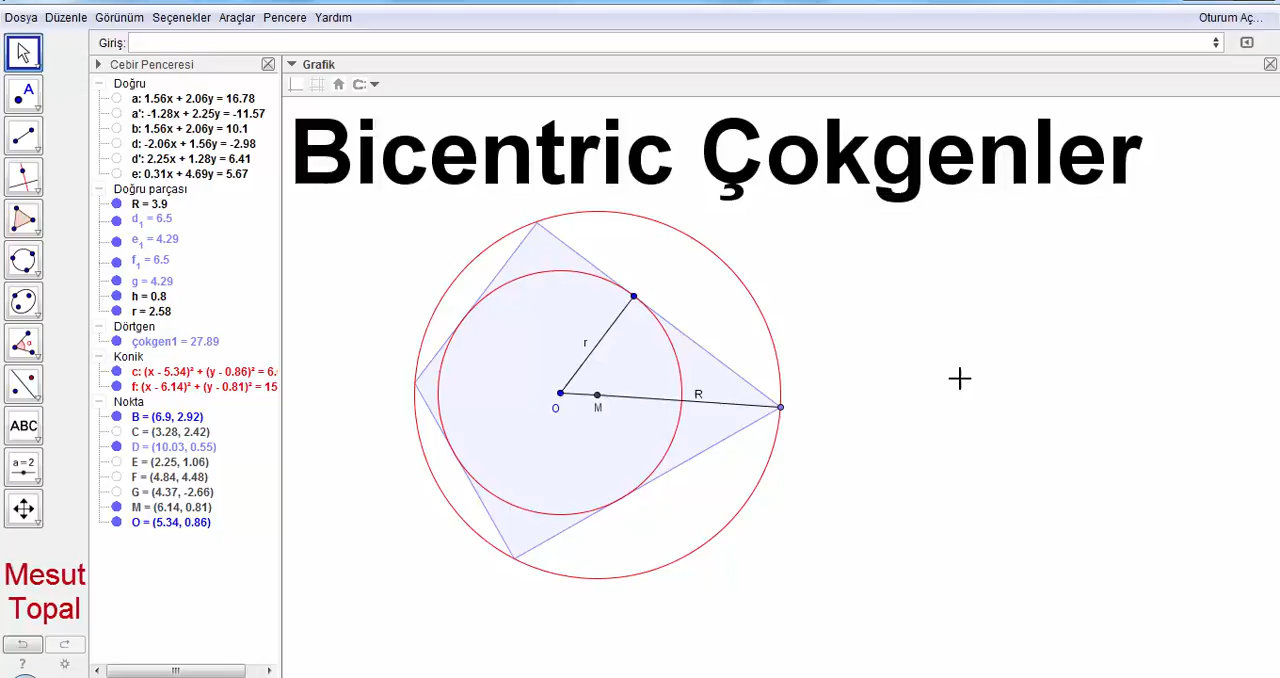 Dosya Düzenle Görünüm Seçenekler Araçlar Pencere Yardım Oturum Aç...
Giriş:
Cebir Penceresi
Grafik
Doğru
a: 1.56x + 2.06y = 16.78
a': -1.28x + 2.25y = -11.57
b: 1.56x + 2.06y = 10.1
d: -2.06x + 1.56y = -2.98
d': 2.25x + 1.28y = 6.41
e: 0.31x + 4.69y = 5.67
Doğru parçası
R = 3.9
d₁ = 6.5
e₁ = 4.29
f₁ = 6.5
g = 4.29
h = 0.8
r = 2.58
Dörtgen
çokgen1 = 27.89
Konik
c: (x - 5.34)² + (y - 0.86)² = 6.
f: (x - 6.14)² + (y - 0.81)² = 15
Nokta
B = (6.9, 2.92)
C = (3.28, 2.42)
D = (10.03, 0.55)
E = (2.25, 1.06)
F = (4.84, 4.48)
G = (4.37, -2.66)
M = (6.14, 0.81)
O = (5.34, 0.86)
A
α
ABC
a=2
Mesut
Topal
?
Bicentric Çokgenler
r
R
O
M